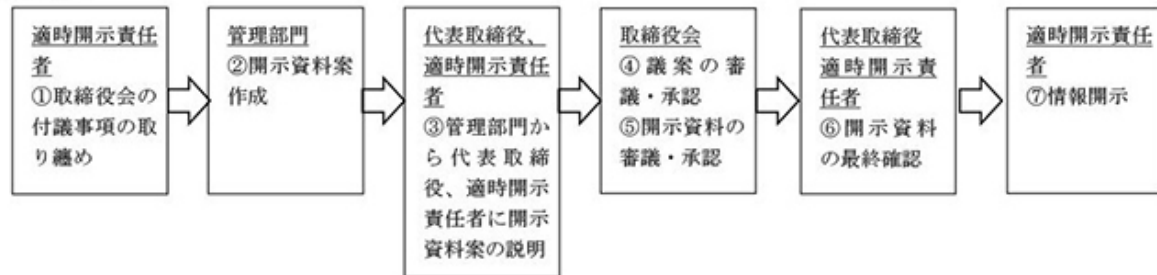 適時開示責任
者
①取締役会の
付議事項の取
り纏め
管理部門
②開示資料案
作成
代表取締役、
適時開示責任
者
③管理部門か
ら代表取締
役、適時開示
責任者に開示
資料案の説明
取締役会
④議案の審
議・承認
⑤開示資料の
審議・承認
代表取締役
適時開示責
任者
⑥開示資料
の最終確認
適時開示責任
者
⑦情報開示